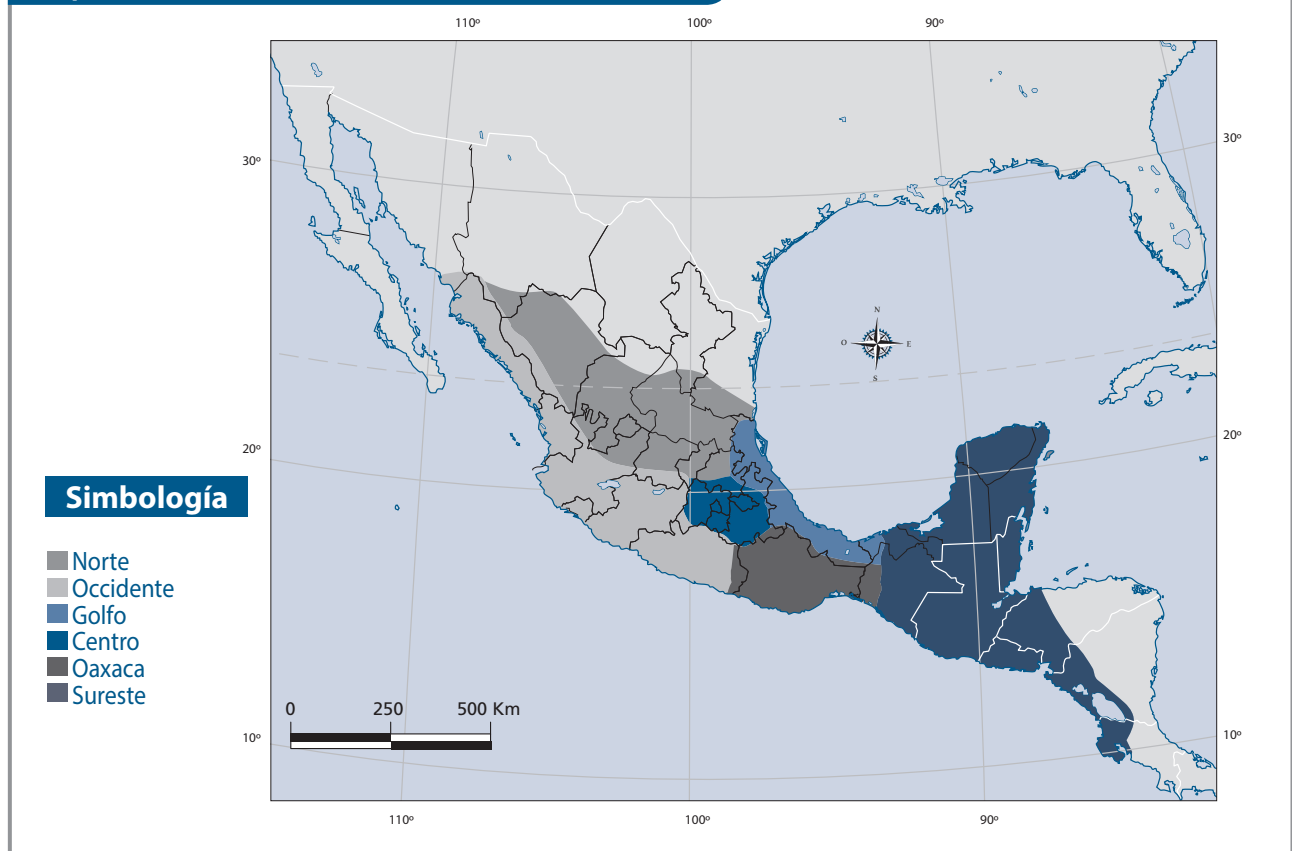 110º 100º 90º
30º 30º
N
O E
S
20º 20º
Simbología
Norte
Occidente
Golfo
Centro
Oaxaca
Sureste
0 250 500 Km
10º 10º
110º 100º 90º